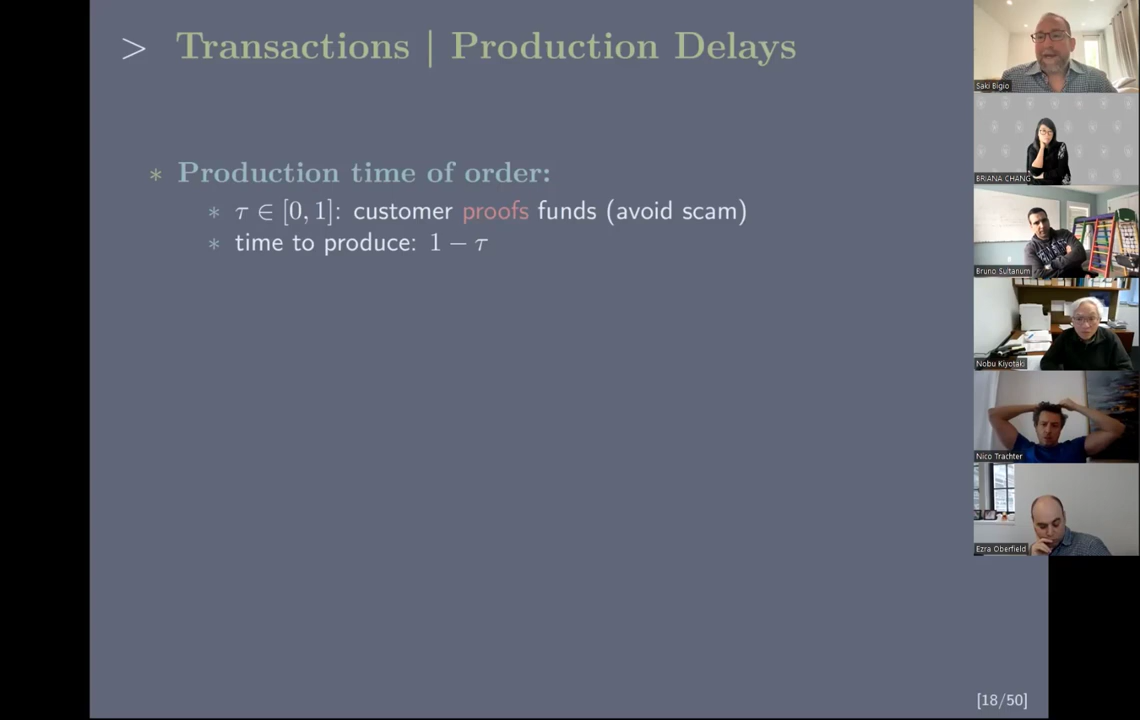 > Transactions | Production Delays
* Production time of order:
* τ ∈ [0, 1]: customer proofs funds (avoid scam)
* time to produce: 1 − τ
[18/50]
Saki Bigio
BRIANA CHANG
Bruno Sultanum
Nobu Kiyotaki
Nico Trachter
Ezra Oberfield